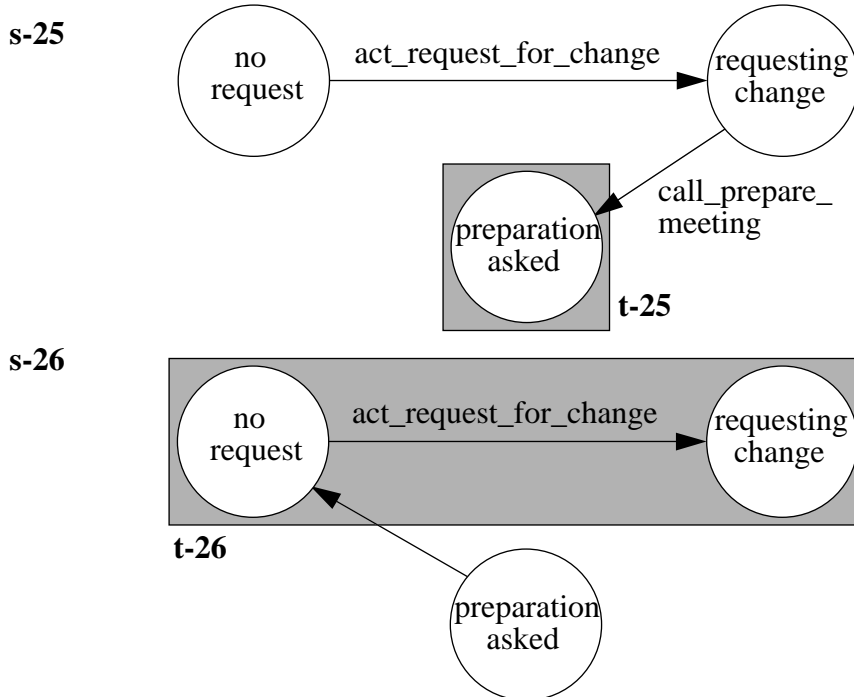 s-25
no
request
act_request_for_change
requesting
change
call_prepare_
meeting
preparation
asked
t-25
s-26
no
request
act_request_for_change
requesting
change
t-26
preparation
asked